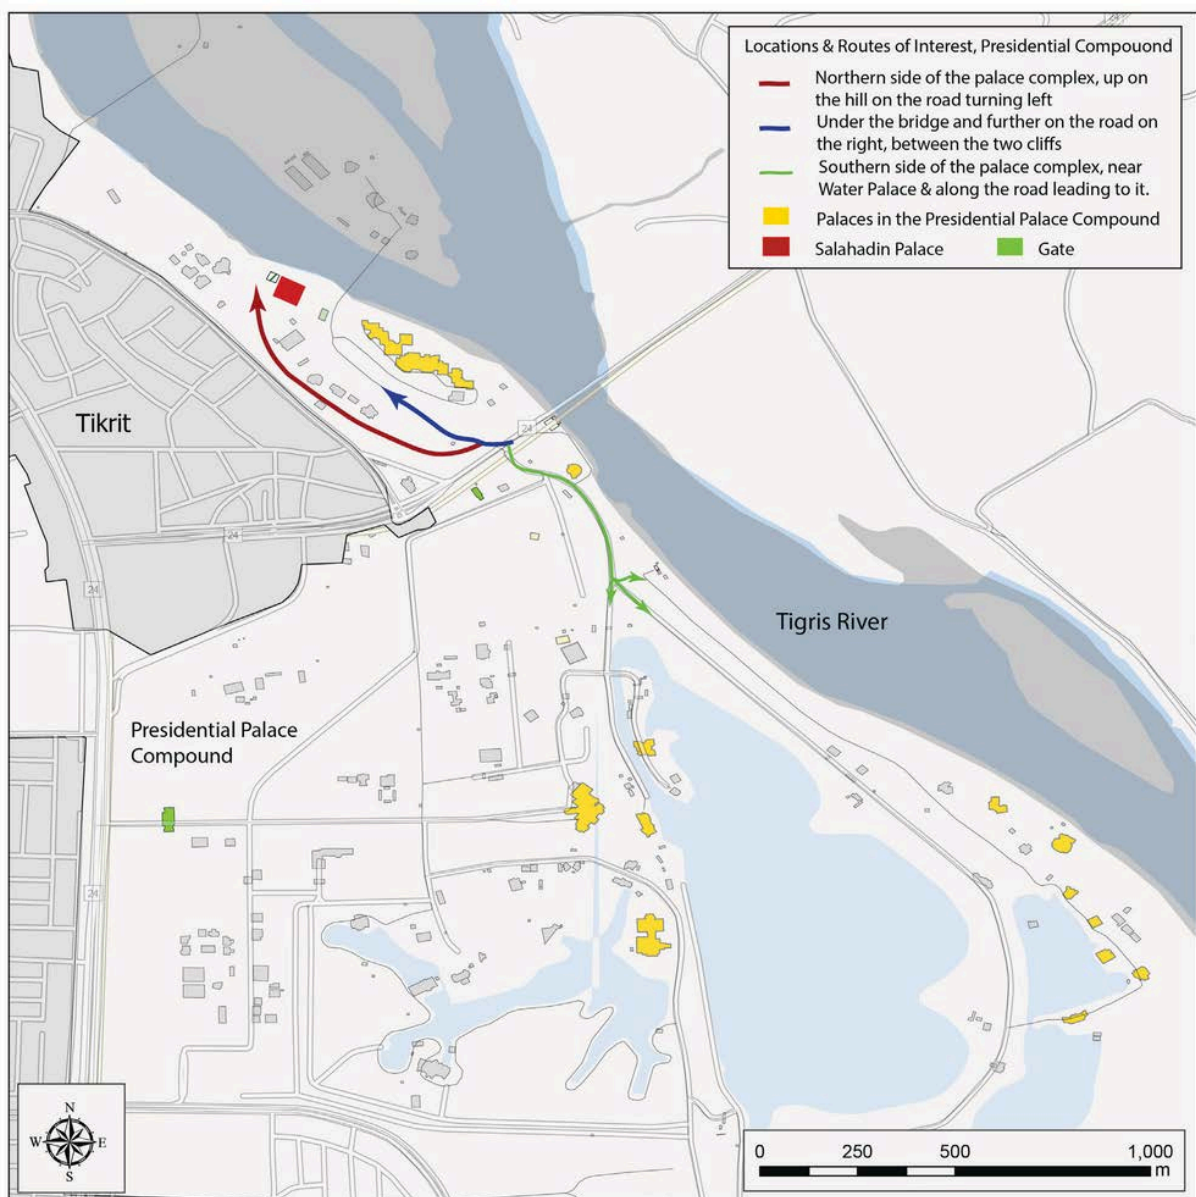 Locations & Routes of Interest, Presidential Compouond
Northern side of the palace complex, up on
the hill on the road turning left
Under the bridge and further on the road on
the right, between the two cliffs
Southern side of the palace complex, near
Water Palace & along the road leading to it.
Palaces in the Presidential Palace Compound
Salahadin Palace
Gate
Tikrit
24
24
24
Tigris River
Presidential Palace
Compound
24
N
W E
S
0 250 500 1,000
m